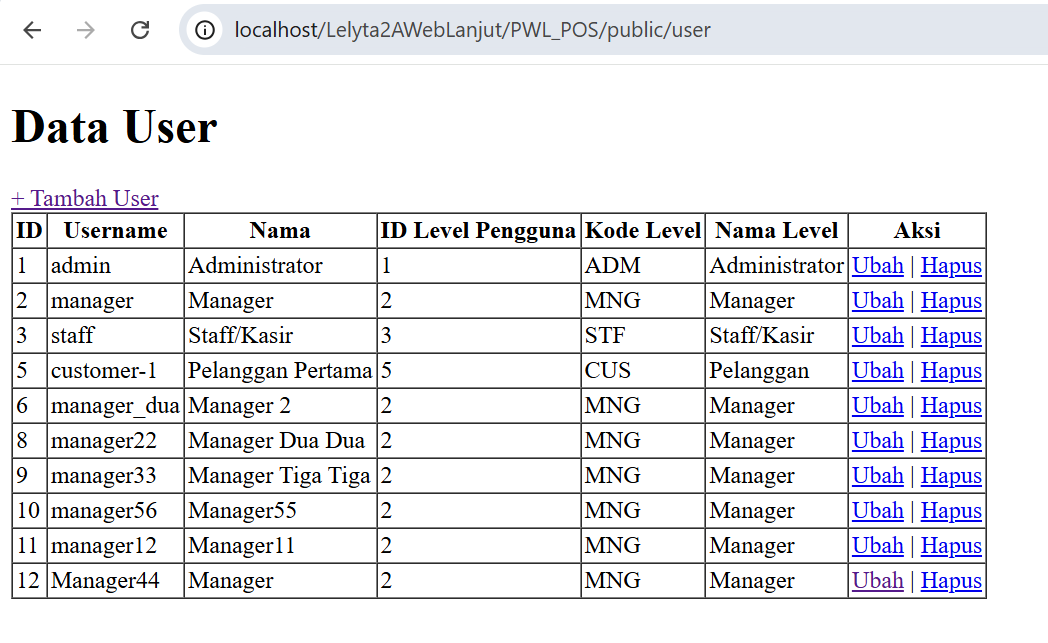 localhost/Lelyta2AWebLanjut/PWL_POS/public/user
Data User
+ Tambah User
ID Username Nama ID Level Pengguna Kode Level Nama Level Aksi
1 admin Administrator 1 ADM Administrator Ubah | Hapus
2 manager Manager 2 MNG Manager Ubah | Hapus
3 staff Staff/Kasir 3 STF Staff/Kasir Ubah | Hapus
5 customer-1 Pelanggan Pertama 5 CUS Pelanggan Ubah | Hapus
6 manager_dua Manager 2 2 MNG Manager Ubah | Hapus
8 manager22 Manager Dua Dua 2 MNG Manager Ubah | Hapus
9 manager33 Manager Tiga Tiga 2 MNG Manager Ubah | Hapus
10 manager56 Manager55 2 MNG Manager Ubah | Hapus
11 manager12 Manager11 2 MNG Manager Ubah | Hapus
12 Manager44 Manager 2 MNG Manager Ubah | Hapus